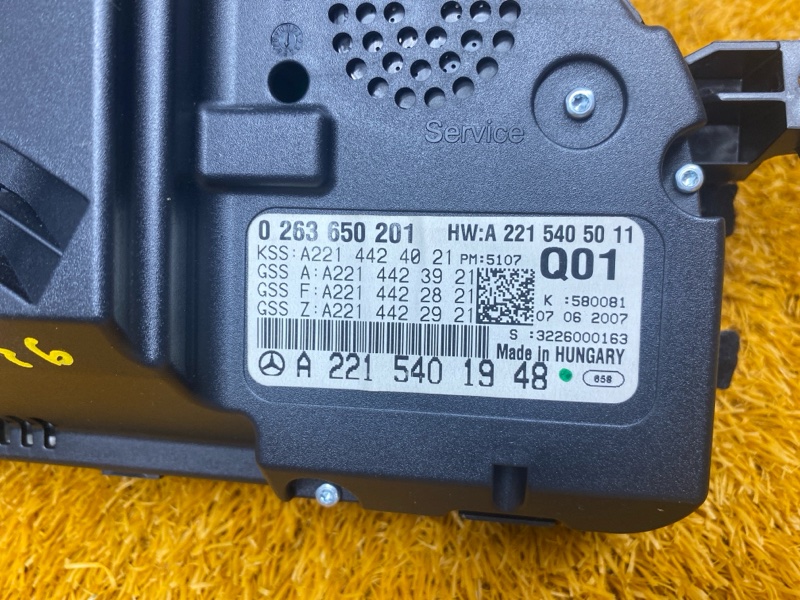 Service
0 263 650 201 HW:A 221 540 50 11
KSS:A221 442 40 21 PM:5107 Q01
GSS A:A221 442 39 21
GSS F:A221 442 28 21 K :580081
GSS Z:A221 442 29 21 07 06 2007
S :3226000163
Made in HUNGARY
A 221 540 19 48 658
26